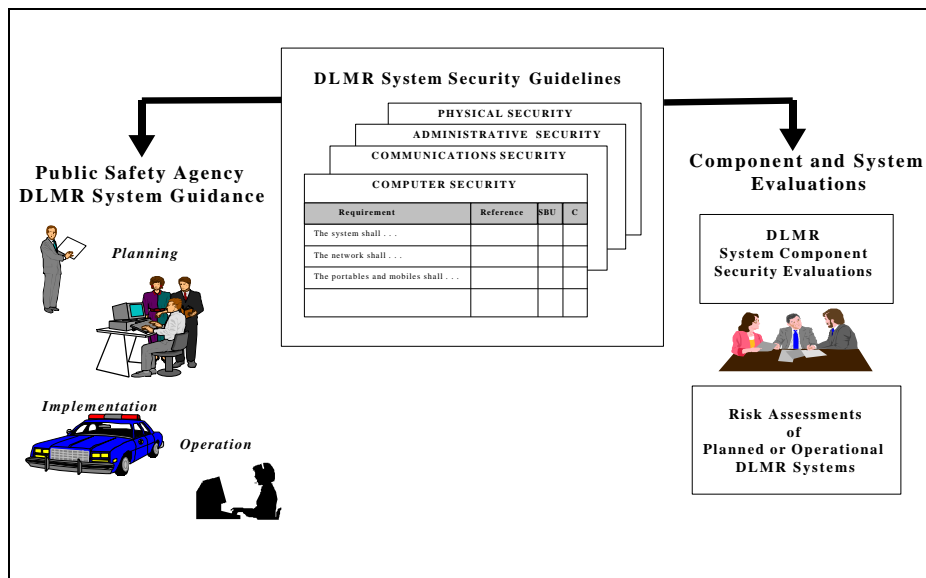 DLMR System Security Guidelines
PHYSICAL SECURITY
ADMINISTRATIVE SECURITY
COMMUNICATIONS SECURITY
COMPUTER SECURITY
Requirement Reference SBU C
The system shall . . .
The network shall . . .
The portables and mobiles shall . . .
Public Safety Agency
DLMR System Guidance
Planning
Implementation
Operation
Component and System
Evaluations
DLMR
System Component
Security Evaluations
Risk Assessments
of
Planned or Operational
DLMR Systems